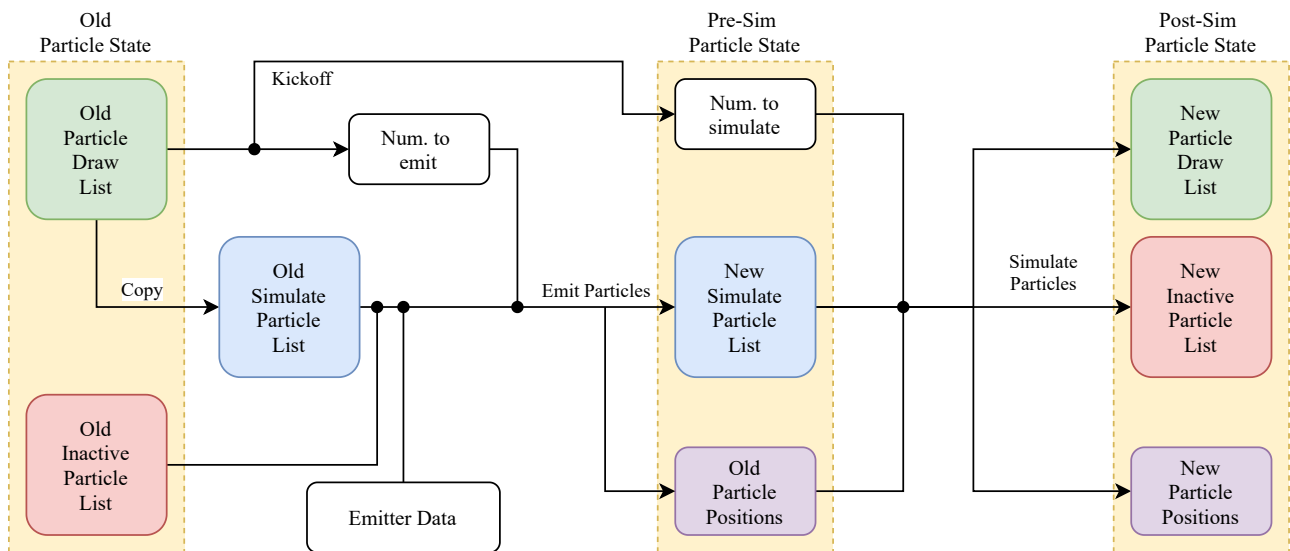 Old
Particle State
Pre-Sim
Particle State
Post-Sim
Particle State
Kickoff
Old
Particle
Draw
List
Num. to
emit
Num. to
simulate
New
Particle
Draw
List
Copy
Old
Simulate
Particle
List
Emit Particles
New
Simulate
Particle
List
Simulate
Particles
New
Inactive
Particle
List
Old
Inactive
Particle
List
Emitter Data
Old
Particle
Positions
New
Particle
Positions